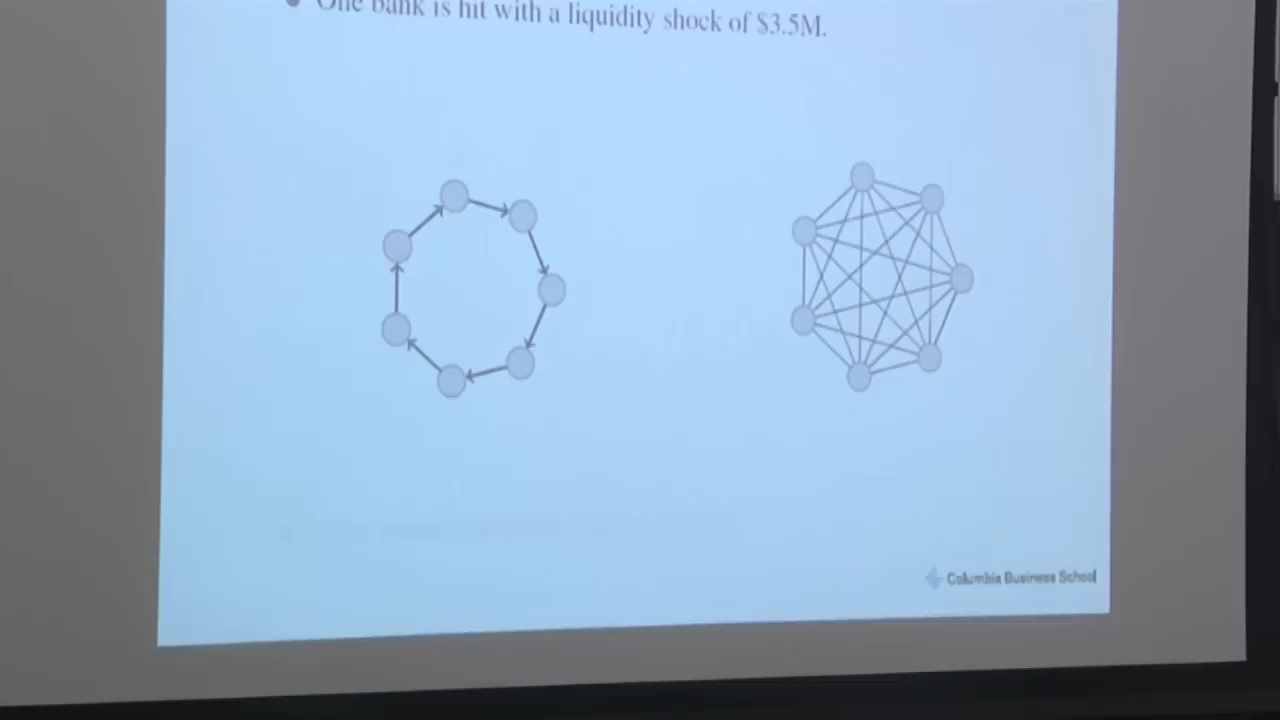 One bank is hit with a liquidity shock of $3.5M.
Columbia Business School